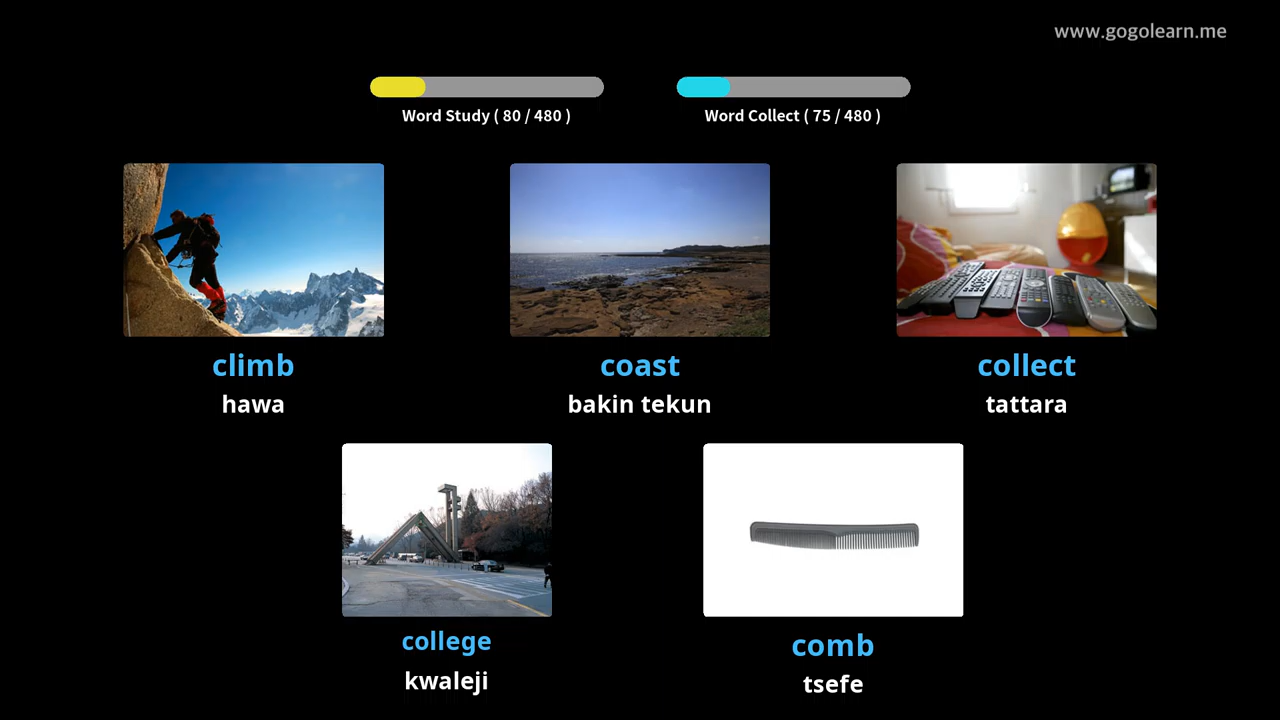 www.gogolearn.me
Word Study ( 80 / 480 )
Word Collect ( 75 / 480 )
climb
hawa
coast
bakin tekun
collect
tattara
college
kwaleji
comb
tsefe